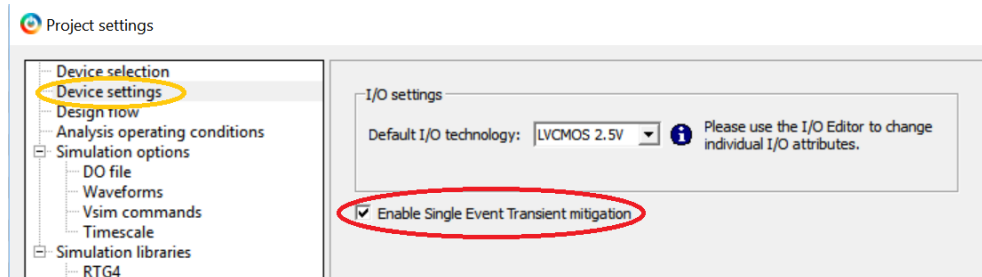 Project settings
Device selection
Device settings
Design flow
Analysis operating conditions
Simulation options
DO file
Waveforms
Vsim commands
Timescale
Simulation libraries
RTG4
I/O settings
Default I/O technology: LVCMOS 2.5V
Please use the I/O Editor to change
individual I/O attributes.
Enable Single Event Transient mitigation